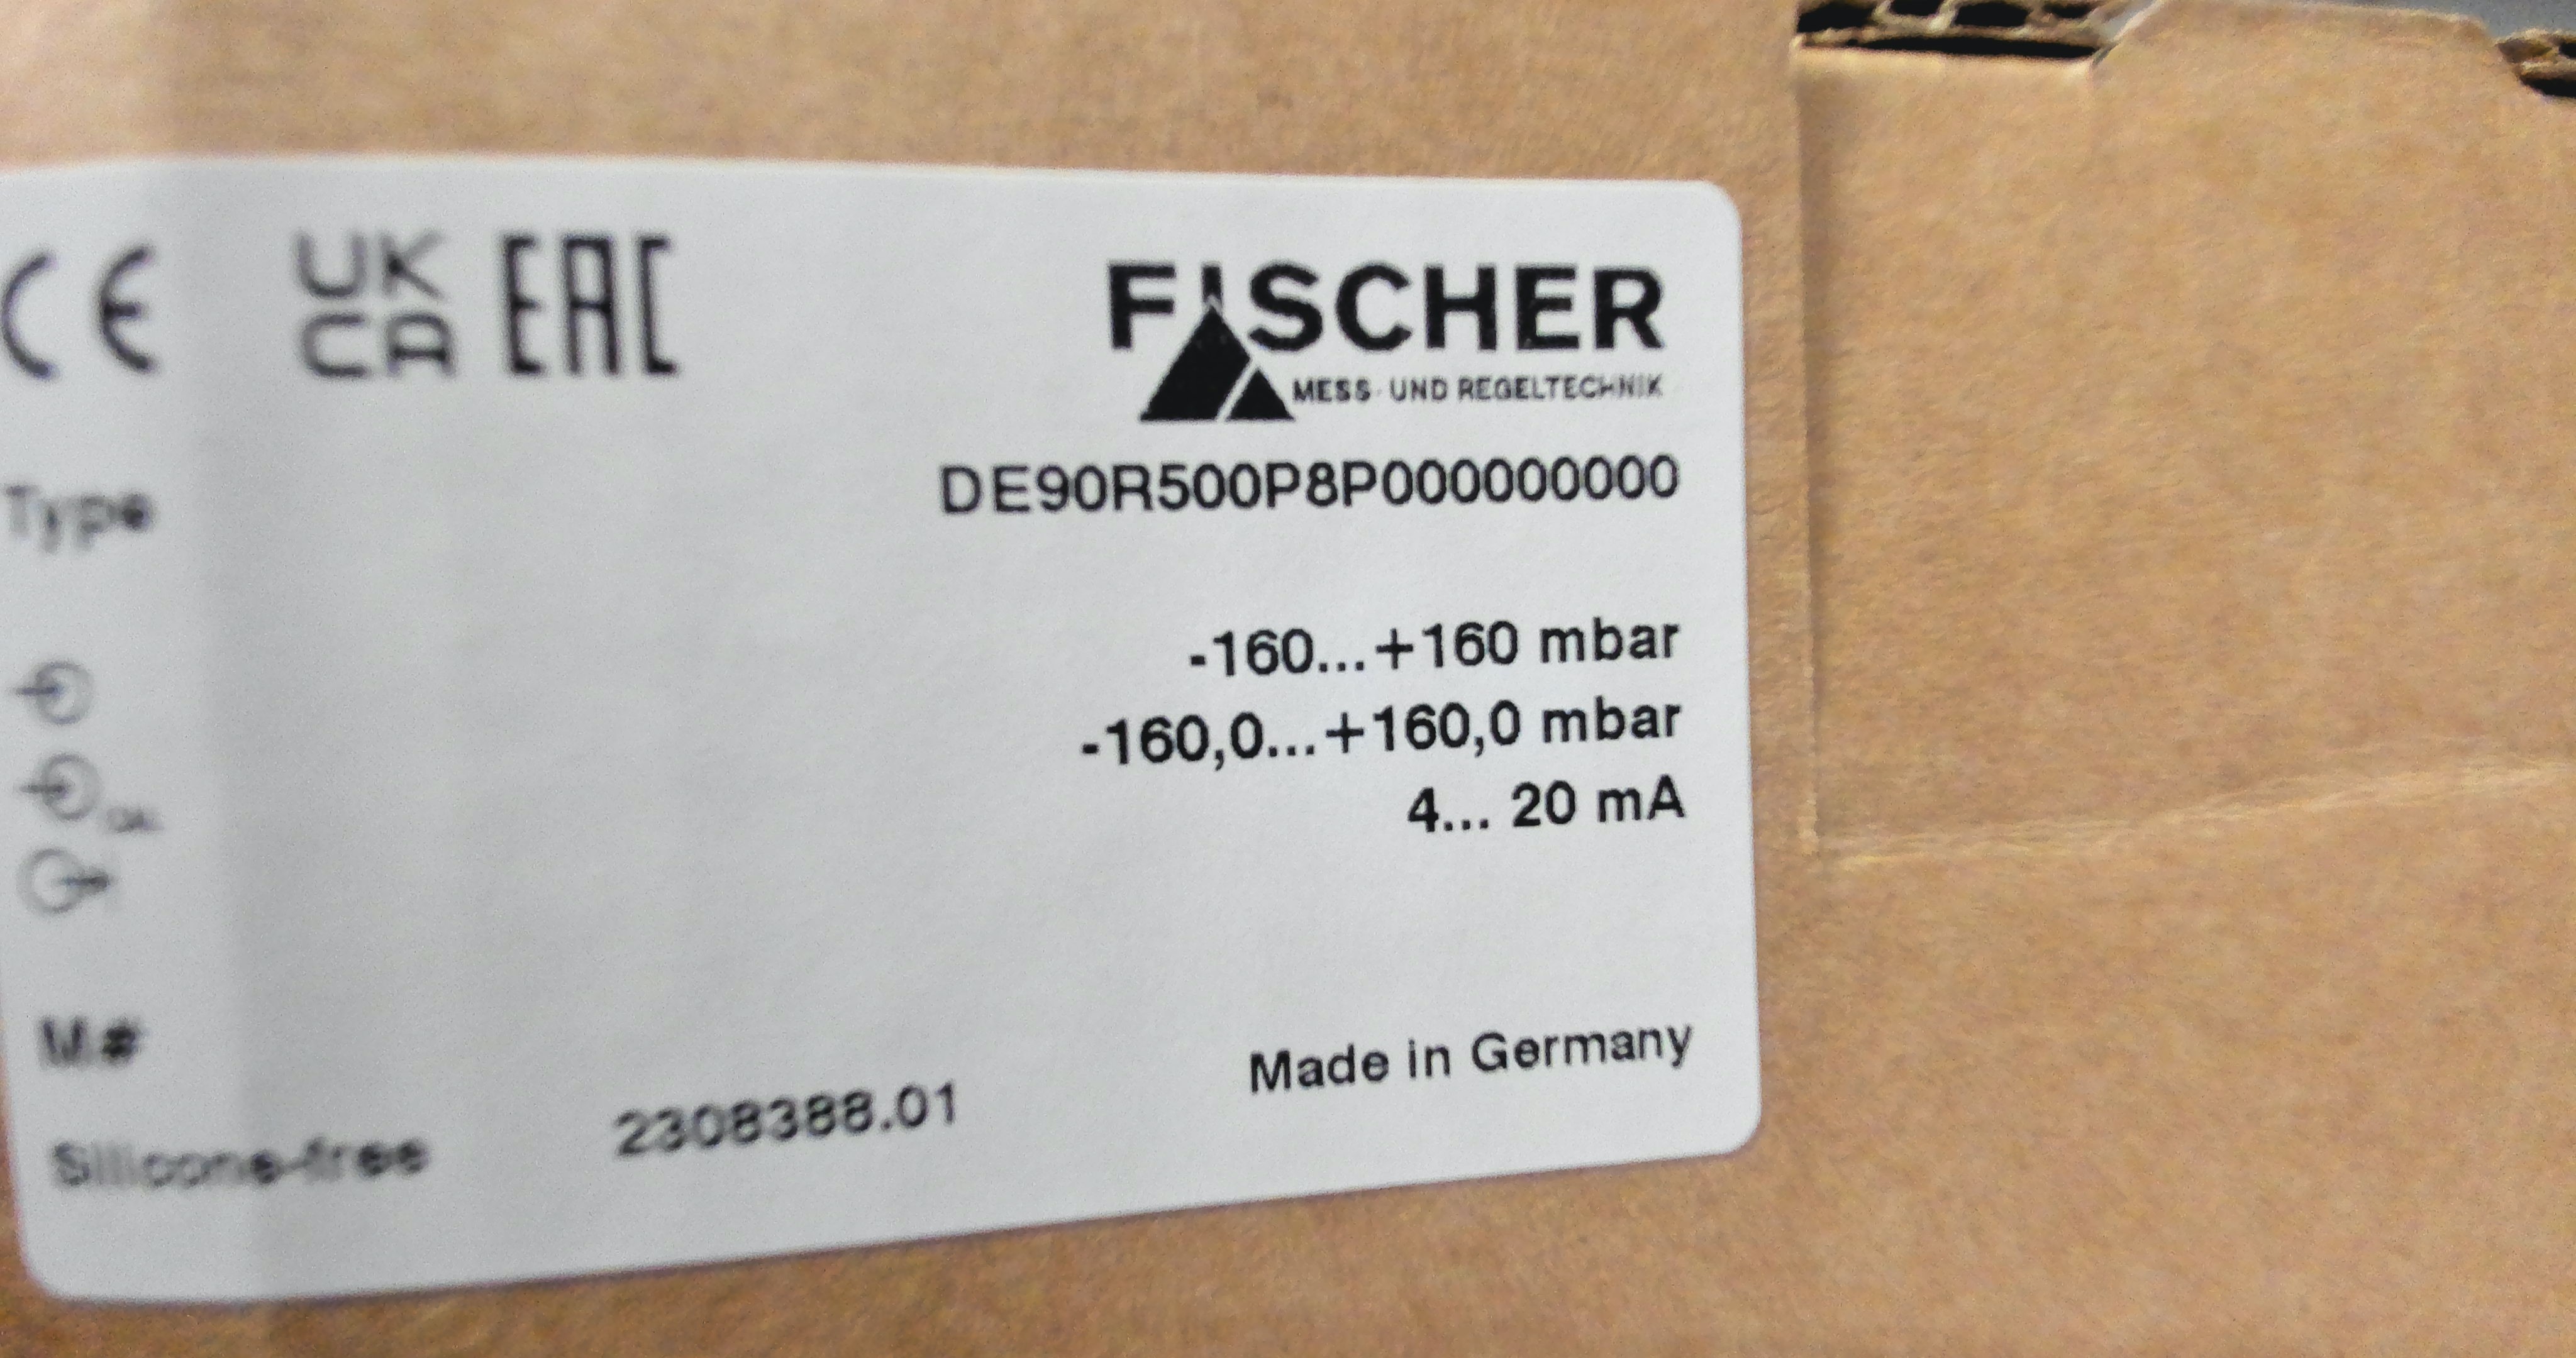 CE UK CA EAC
FISCHER
MESS- UND REGELTECHNIK
Type DE90R500P8P000000000
-160...+160 mbar
-160,0...+160,0 mbar
4... 20 mA
M#
Made in Germany
Silicone-free 2308388.01